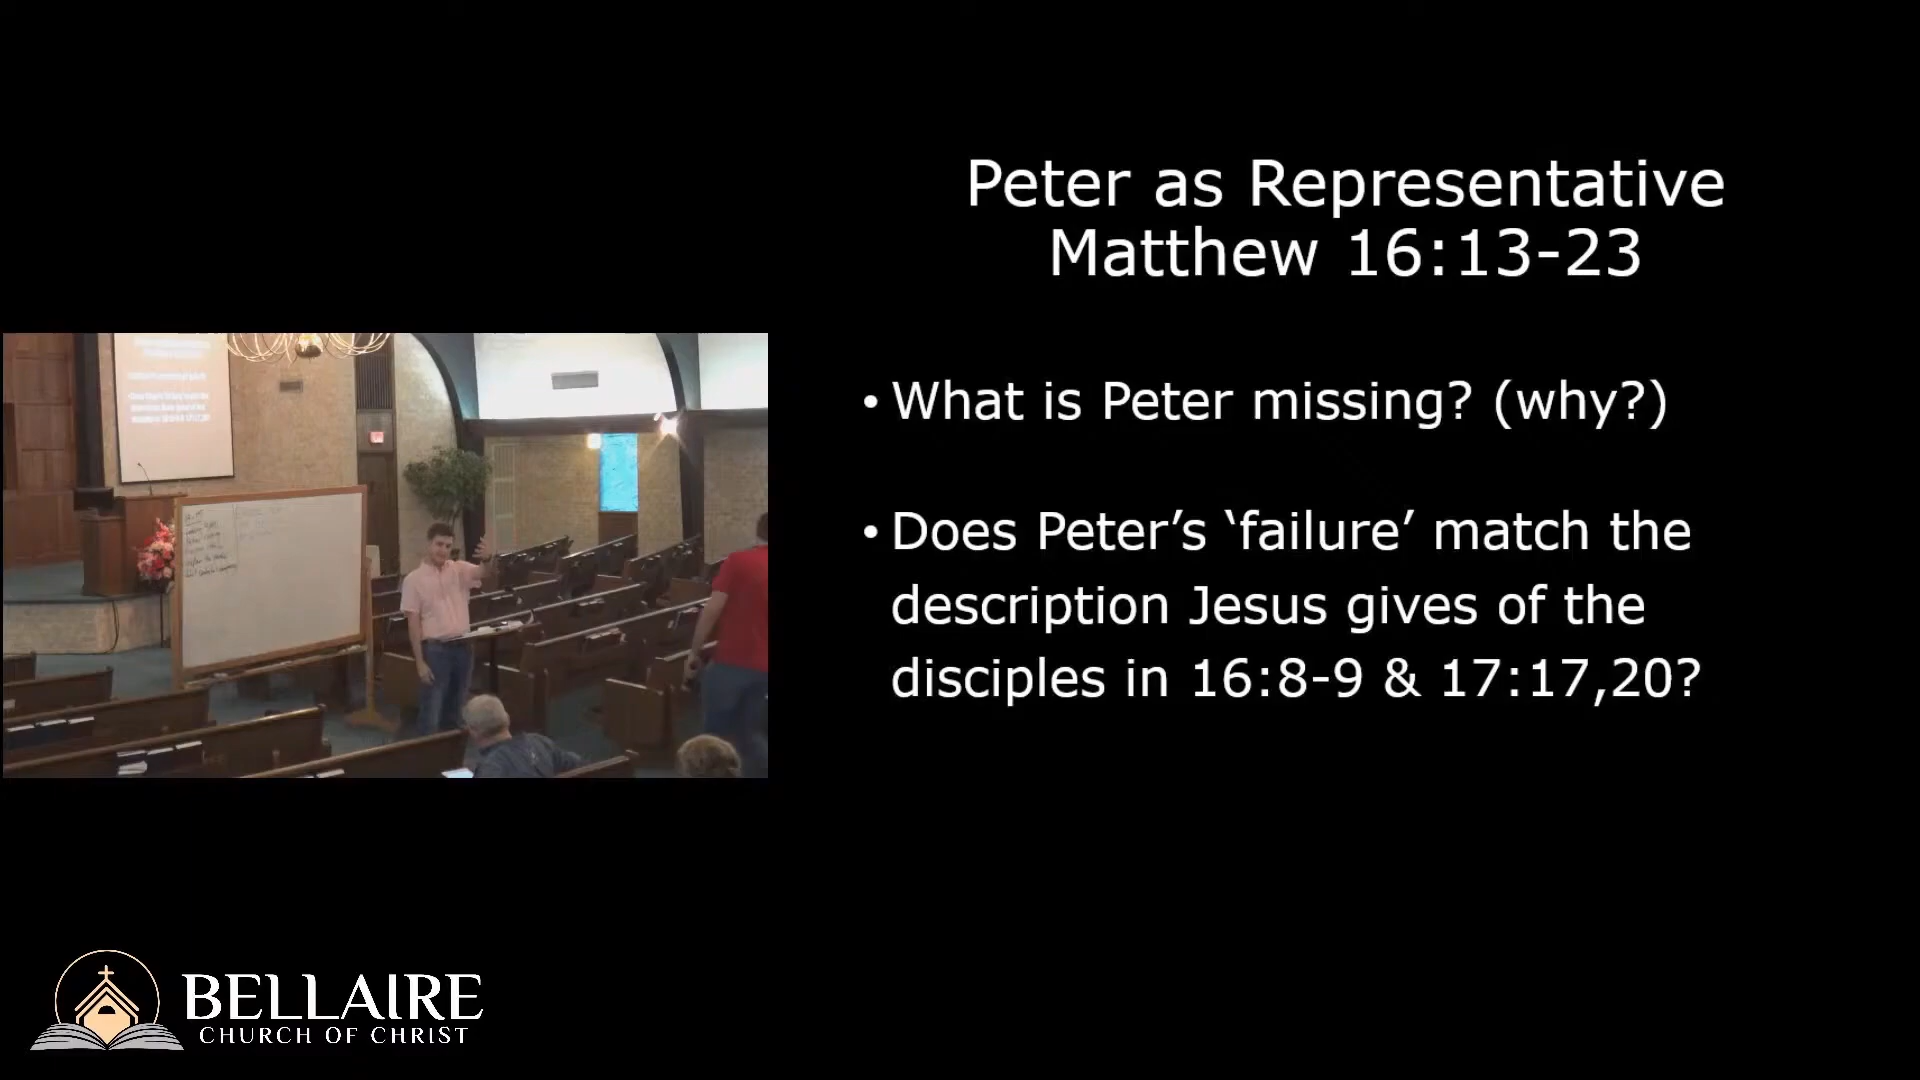 Peter as Representative
Matthew 16:13-23
• What is Peter missing? (why?)
• Does Peter’s ‘failure’ match the
description Jesus gives of the
disciples in 16:8-9 & 17:17,20?
BELLAIRE
CHURCH OF CHRIST